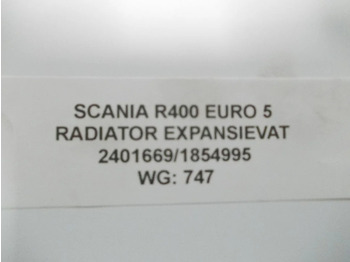 SCANIA R400 EURO 5
RADIATOR EXPANSIEVAT
2401669/1854995
WG: 747